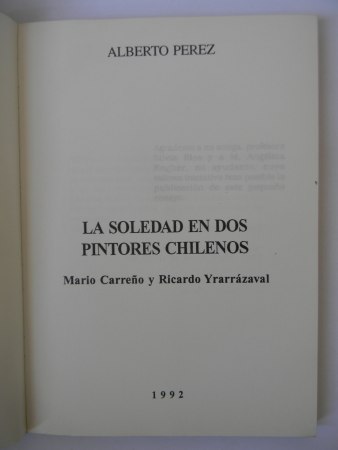 ALBERTO PEREZ
LA SOLEDAD EN DOS
PINTORES CHILENOS
Mario Carreño y Ricardo Yrarrázaval
1992